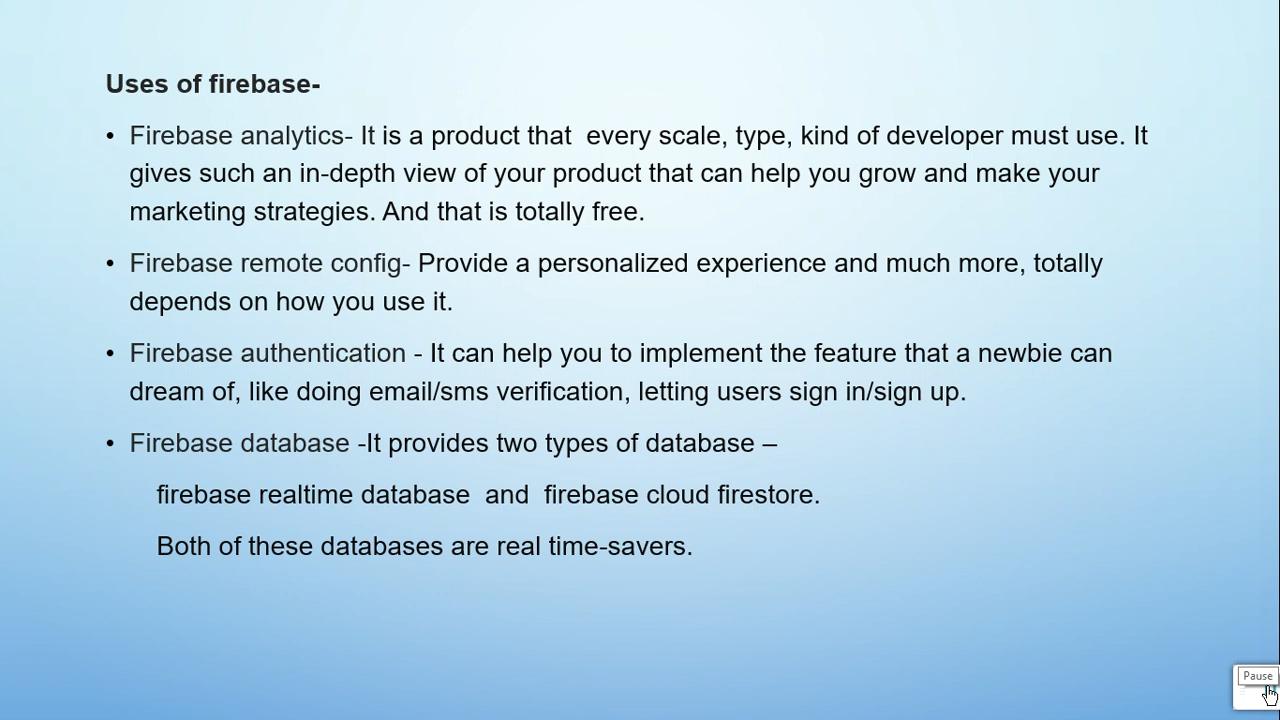 Uses of firebase-
• Firebase analytics- It is a product that  every scale, type, kind of developer must use. It
gives such an in-depth view of your product that can help you grow and make your
marketing strategies. And that is totally free.
• Firebase remote config- Provide a personalized experience and much more, totally
depends on how you use it.
• Firebase authentication - It can help you to implement the feature that a newbie can
dream of, like doing email/sms verification, letting users sign in/sign up.
• Firebase database -It provides two types of database –
firebase realtime database  and  firebase cloud firestore.
Both of these databases are real time-savers.
Pause